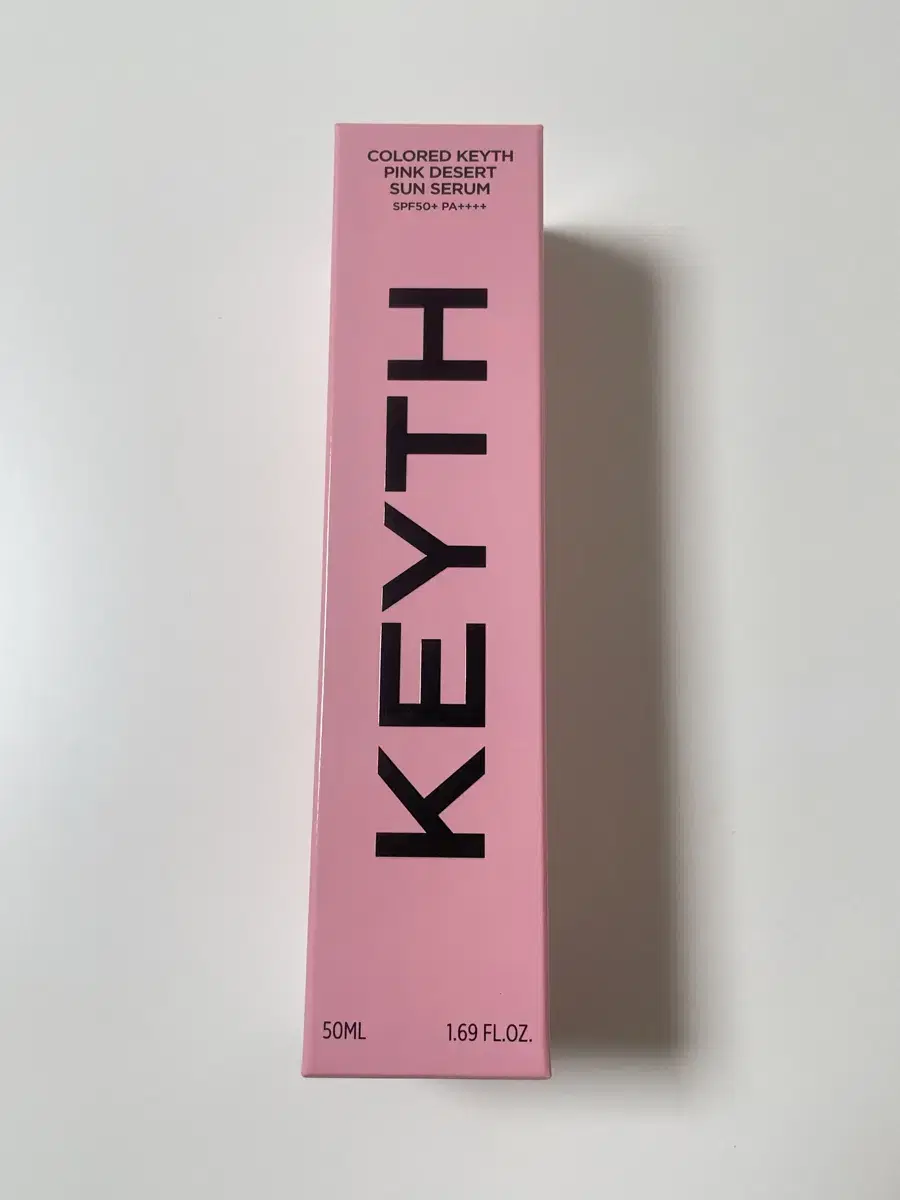 COLORED KEYTH
PINK DESERT
SUN SERUM
SPF50+ PA++++
KEYTH
50ML
1.69 FL.OZ.